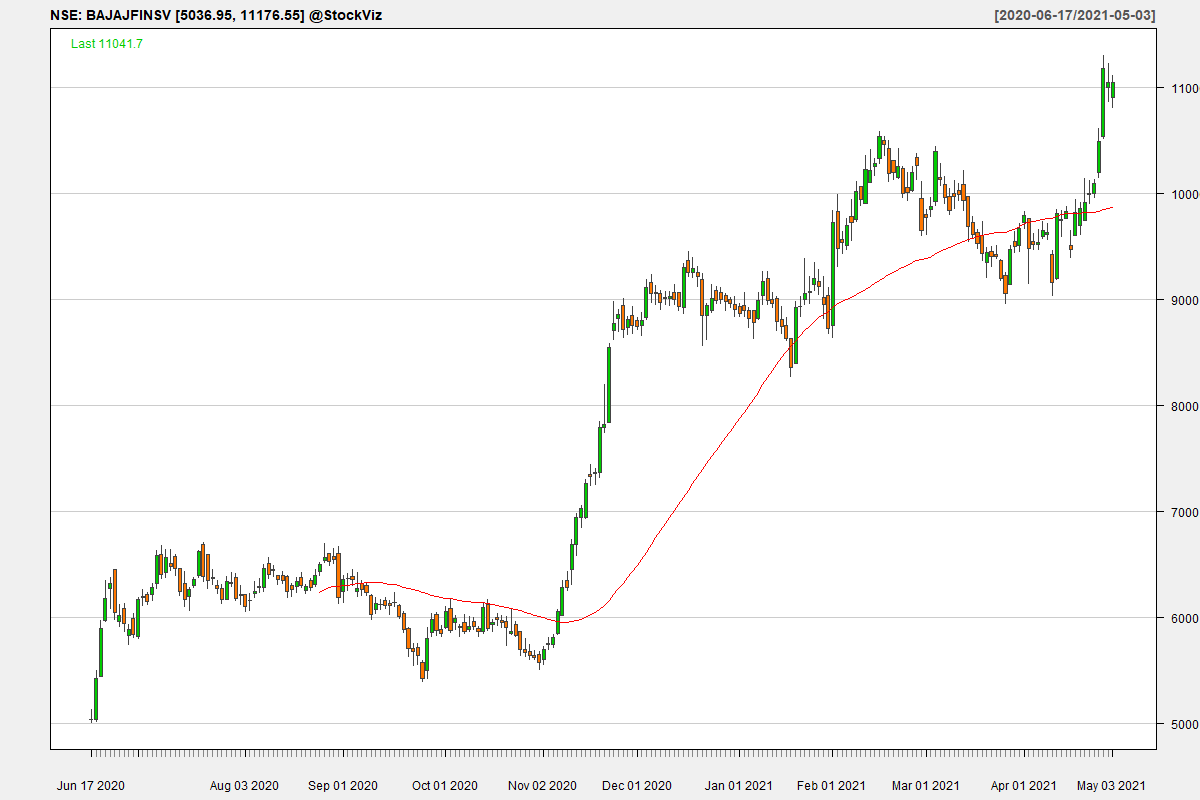 NSE: BAJAJFINSV [5036.95, 11176.55] @StockViz
[2020-06-17/2021-05-03]
Last 11041.7
1100
1000
9000
8000
7000
6000
5000
Jun 17 2020 Aug 03 2020 Sep 01 2020 Oct 01 2020 Nov 02 2020 Dec 01 2020 Jan 01 2021 Feb 01 2021 Mar 01 2021 Apr 01 2021 May 03 2021